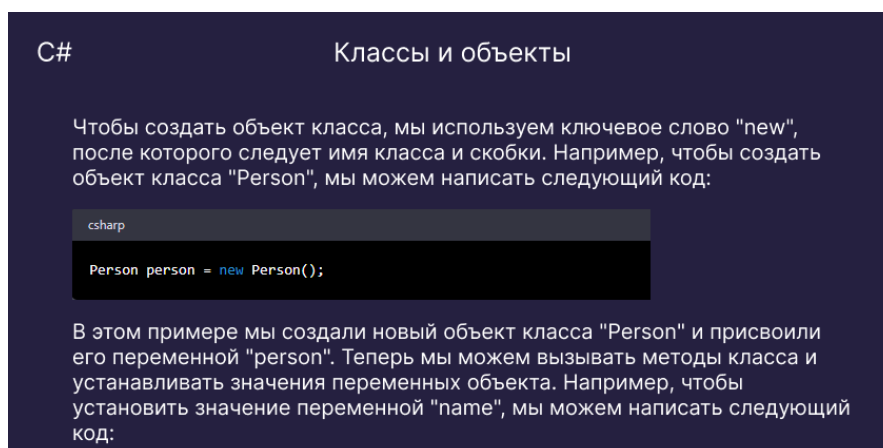 C#
Классы и объекты
Чтобы создать объект класса, мы используем ключевое слово "new",
после которого следует имя класса и скобки. Например, чтобы создать
объект класса "Person", мы можем написать следующий код:
csharp
Person person = new Person();
В этом примере мы создали новый объект класса "Person" и присвоили
его переменной "person". Теперь мы можем вызывать методы класса и
устанавливать значения переменных объекта. Например, чтобы
установить значение переменной "name", мы можем написать следующий
код: